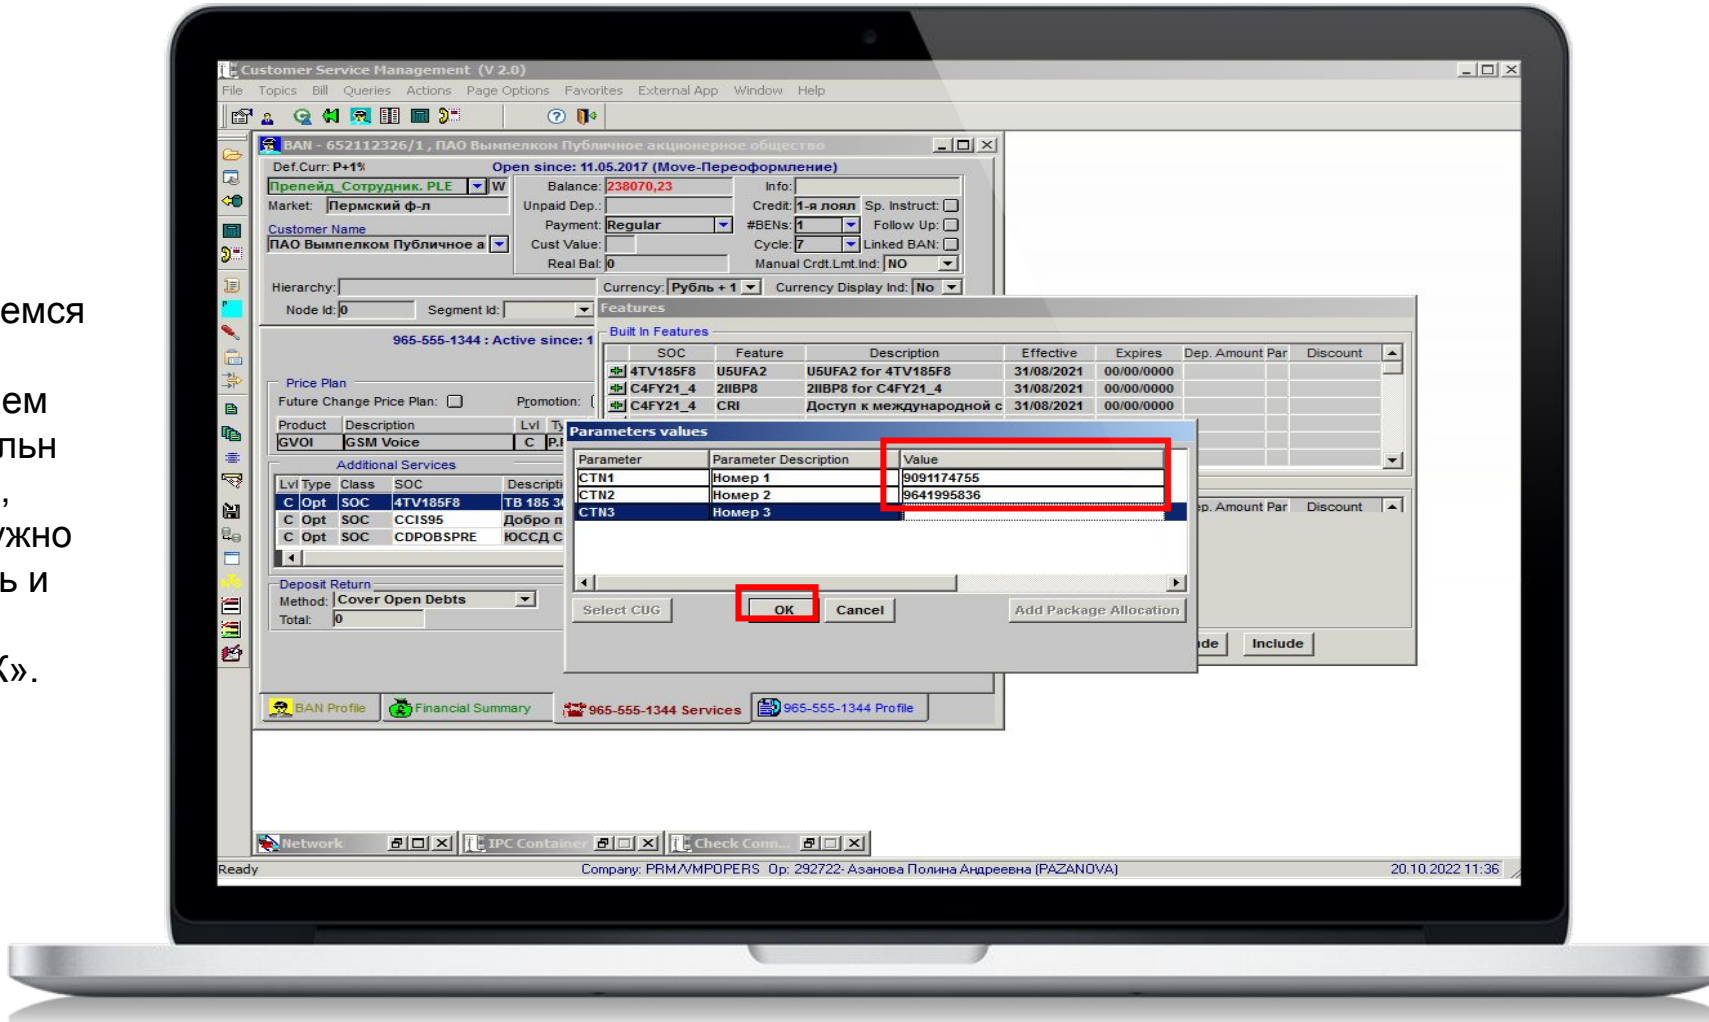 емся
ем
льн
,
ужно
ь и
К».
Customer Service Management (V 2.0)
File Topics Bill Queries Actions Page Options Favorites External App Window Help
BAN - 652112326/1 , ПАО Вымпелком Публичное акционерное общество
Def.Curr: P+1% Open since: 11.05.2017 (Move-Переоформление)
Препейд_Сотрудник. PLE W Balance: 238070,23 Info:
Market: Пермский ф-л Unpaid Dep.: Credit: 1-я лоял Sp. Instruct:
Customer Name Payment: Regular #BENs: 1 Follow Up:
ПАО Вымпелком Публичное а Cust Value: Cycle: 7 Linked BAN:
Real Bal: 0 Manual Crdt.Lmt.Ind: NO
Hierarchy: Currency: Рубль + 1 Currency Display Ind: No
Node Id: 0 Segment Id:
965-555-1344 : Active since: 1
Price Plan
Future Change Price Plan: Promotion:
Product Description Lvl Ty
GVOI GSM Voice C P.F
Additional Services
Lvl Type Class SOC Descripti
C Opt SOC 4TV185F8 ТВ 185 30
C Opt SOC CCIS95 Добро п
C Opt SOC CDPOBSPRE ЮССД С
Deposit Return
Method: Cover Open Debts
Total: 0
Features
Built In Features
SOC Feature Description Effective Expires Dep. Amount Par Discount
4TV185F8 U5UFA2 U5UFA2 for 4TV185F8 31/08/2021 00/00/0000
C4FY21_4 2IIBP8 2IIBP8 for C4FY21_4 31/08/2021 00/00/0000
C4FY21_4 CRI Доступ к международной с 31/08/2021 00/00/0000
ep. Amount Par Discount
ide Include
Parameters values
Parameter Parameter Description Value
CTN1 Номер 1 9091174755
CTN2 Номер 2 9641995836
CTN3 Номер 3
Select CUG OK Cancel Add Package Allocation
BAN Profile Financial Summary 965-555-1344 Services 965-555-1344 Profile
Network IPC Container Check Conn...
Ready Company: PRM/VMPOPERS Op: 292722- Азанова Полина Андреевна (PAZANOVA) 20.10.2022 11:36